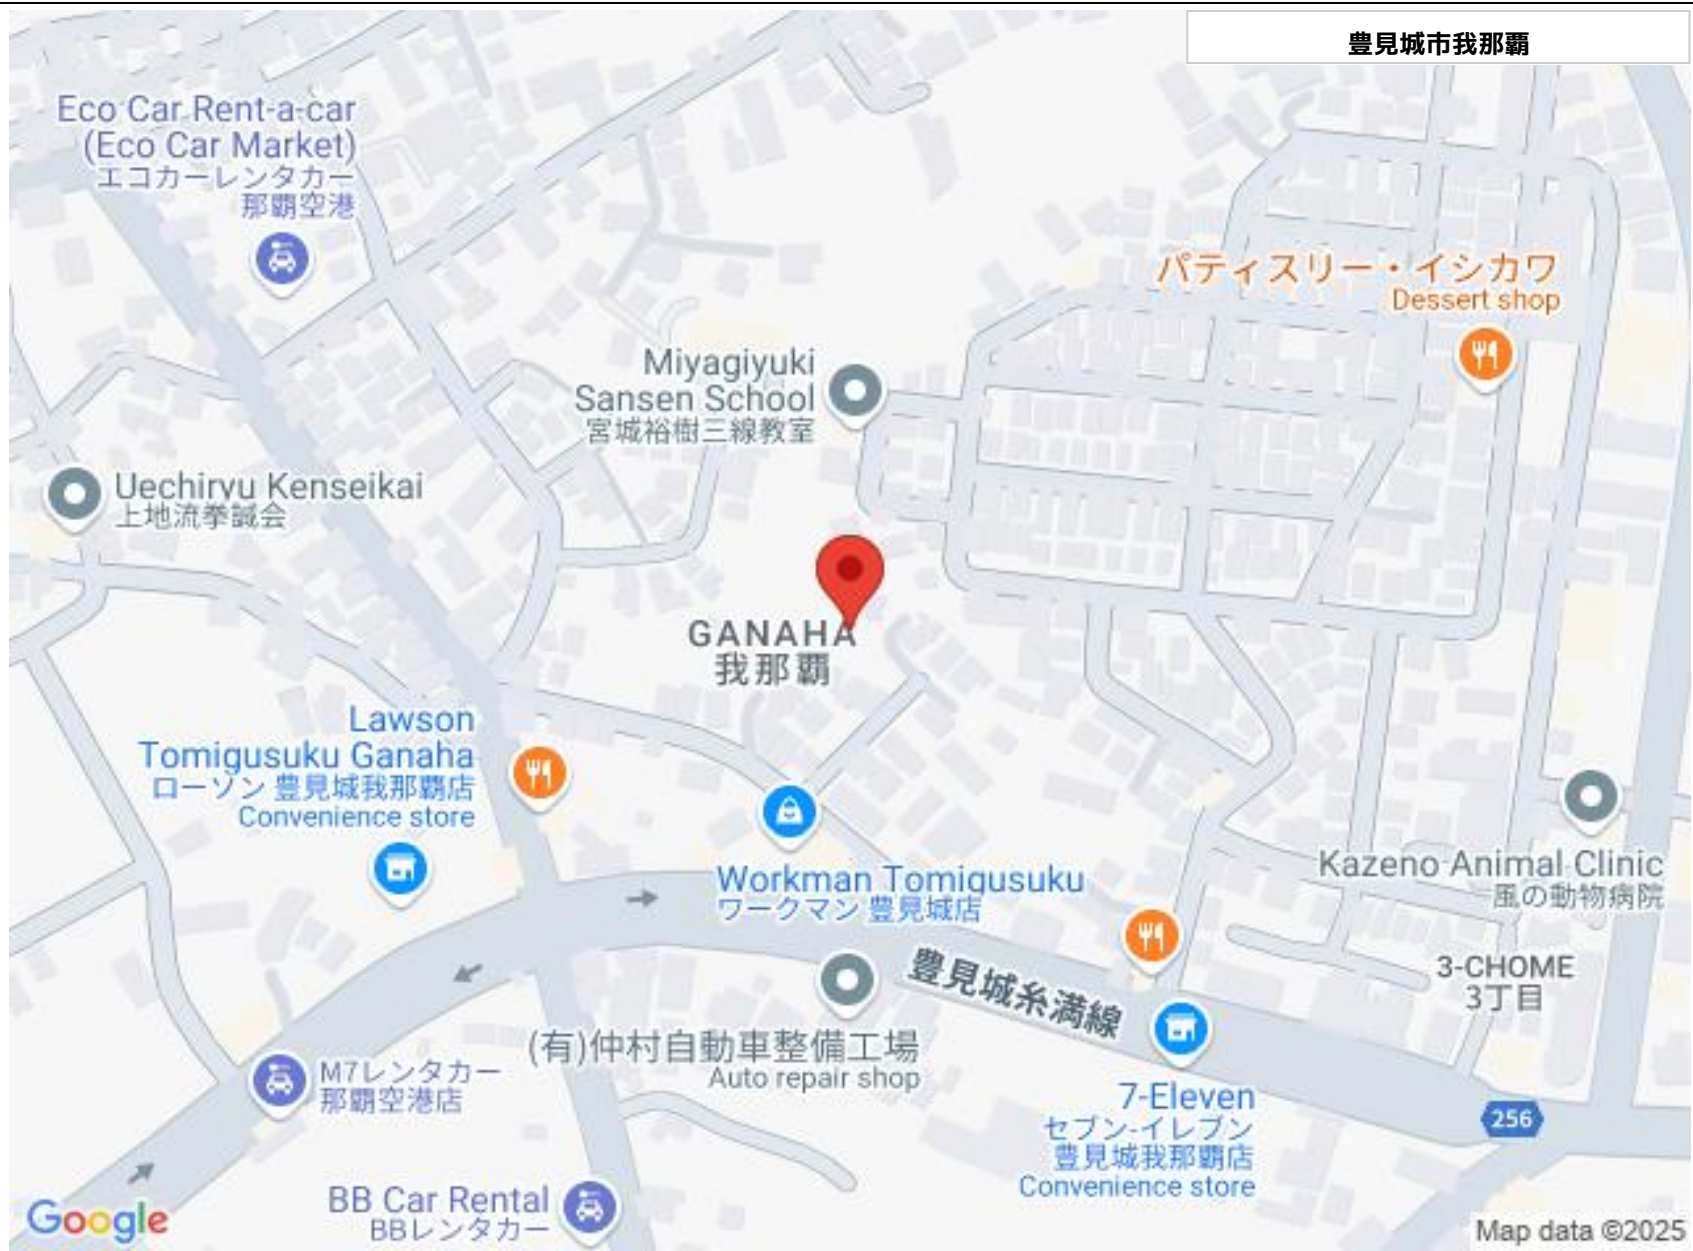 豊見城市我那覇
Eco Car Rent-a-car
(Eco Car Market)
エコカーレンタカー
那覇空港
パティスリー・イシカワ
Dessert shop
Miyagiyuki
Sansen School
宮城裕樹三線教室
Uechiryu Kenseikai
上地流拳誠会
GANAHA
我那覇
Lawson
Tomigusuku Ganaha
ローソン 豊見城我那覇店
Convenience store
Workman Tomigusuku
ワークマン 豊見城店
Kazeno Animal Clinic
風の動物病院
豊見城糸満線
3-CHOME
3丁目
(有)仲村自動車整備工場
Auto repair shop
M7レンタカー
那覇空港店
7-Eleven
セブン-イレブン
豊見城我那覇店
Convenience store
256
BB Car Rental
BBレンタカー
Google
Map data ©2025